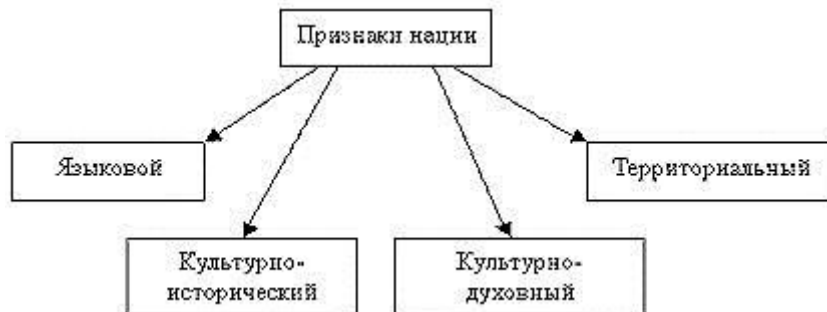 Признаки нации
Языковой
Территориальный
Культурно-
исторический
Культурно-
духовный